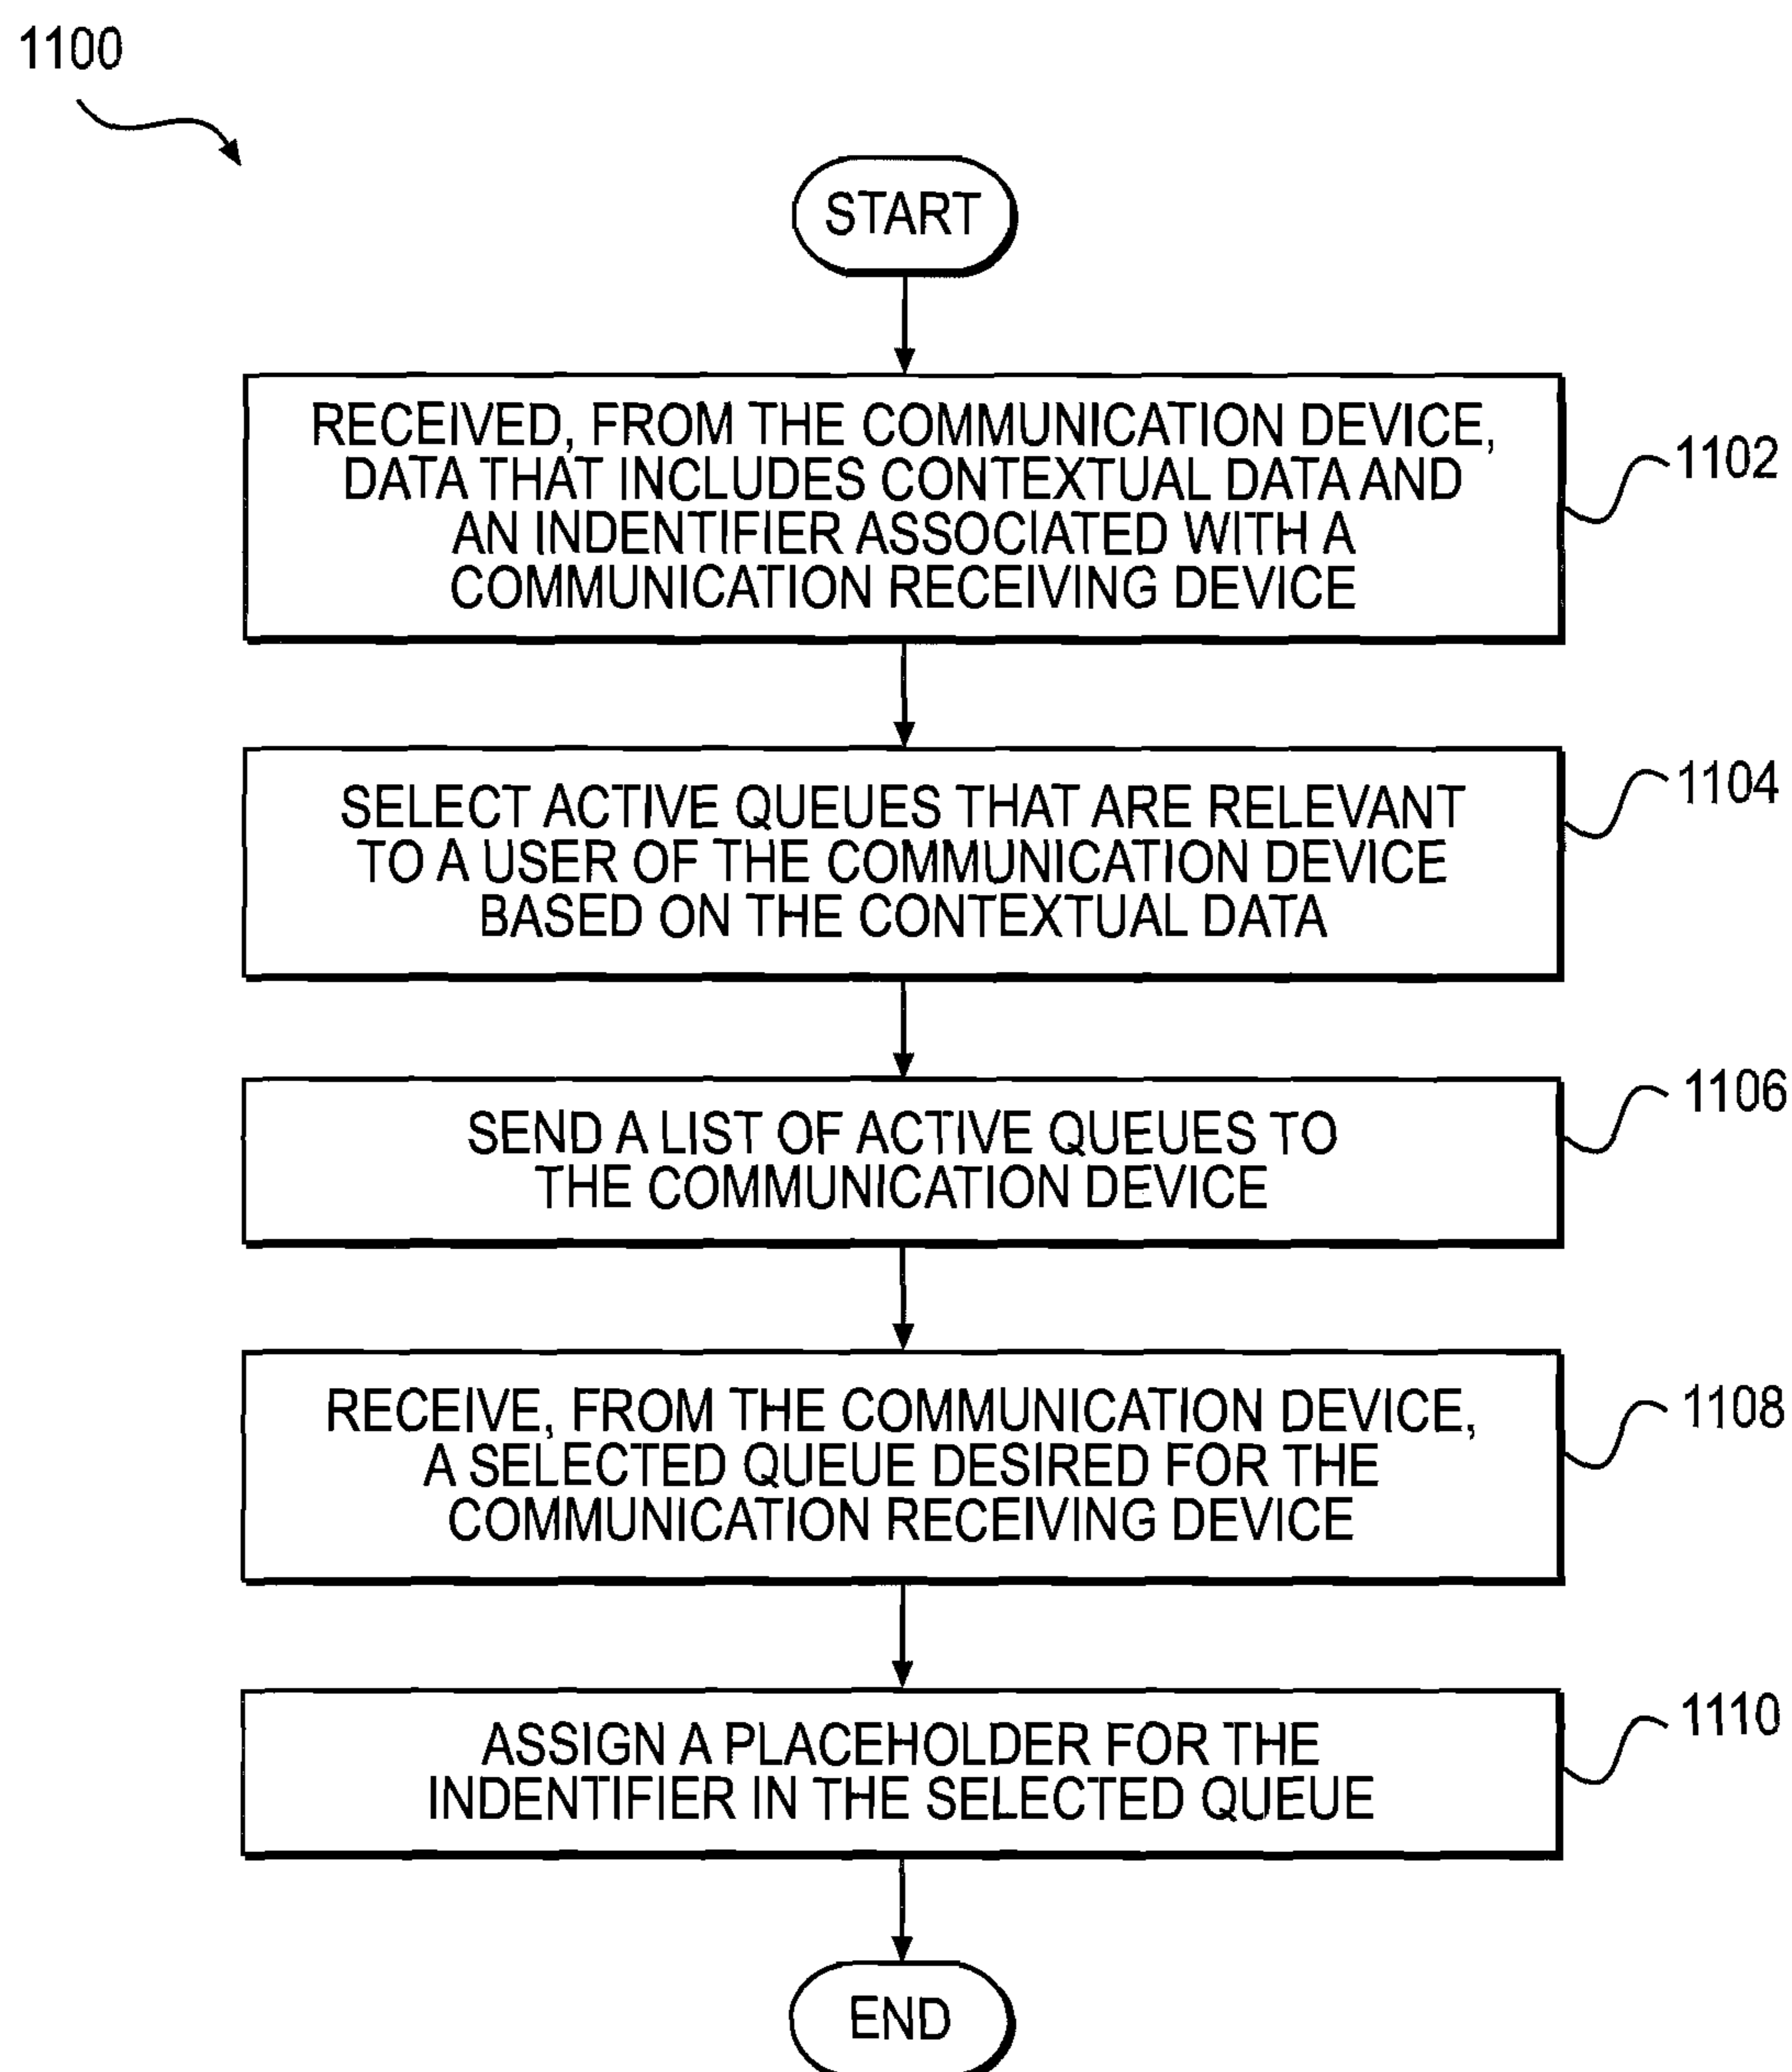 1100
START
RECEIVED, FROM THE COMMUNICATION DEVICE,
DATA THAT INCLUDES CONTEXTUAL DATA AND
AN INDENTIFIER ASSOCIATED WITH A
COMMUNICATION RECEIVING DEVICE
1102
SELECT ACTIVE QUEUES THAT ARE RELEVANT
TO A USER OF THE COMMUNICATION DEVICE
BASED ON THE CONTEXTUAL DATA
1104
SEND A LIST OF ACTIVE QUEUES TO
THE COMMUNICATION DEVICE
1106
RECEIVE, FROM THE COMMUNICATION DEVICE,
A SELECTED QUEUE DESIRED FOR THE
COMMUNICATION RECEIVING DEVICE
1108
ASSIGN A PLACEHOLDER FOR THE
INDENTIFIER IN THE SELECTED QUEUE
1110
END